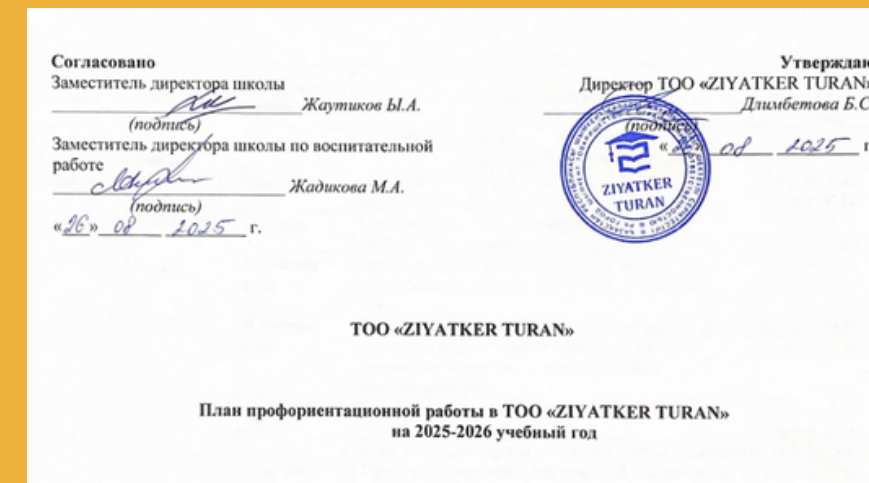 Согласовано
Заместитель директора школы
Жаутиков Ы.А.
(подпись)
Заместитель директора школы по воспитательной
работе
Жадикова М.А.
(подпись)
«26» 08 2025 г.
Утверждаю
Директор ТОО «ZIYATKER TURAN»
Длимбетова Б.С
(подпись)
08 2025 г
ZIYATKER
TURAN
ТОО «ZIYATKER TURAN»
План профориентационной работы в ТОО «ZIYATKER TURAN»
на 2025-2026 учебный год